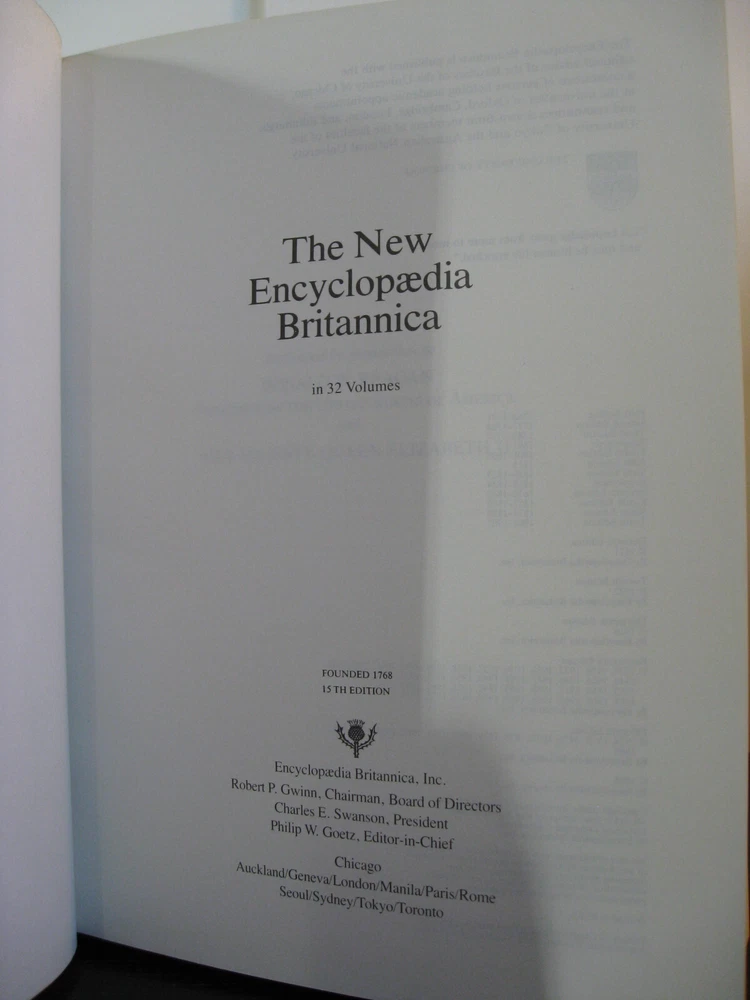 The New
Encyclopædia
Britannica
in 32 Volumes
FOUNDED 1768
15 TH EDITION
Encyclopædia Britannica, Inc.
Robert P. Gwinn, Chairman, Board of Directors
Charles E. Swanson, President
Philip W. Goetz, Editor-in-Chief
Chicago
Auckland/Geneva/London/Manila/Paris/Rome
Seoul/Sydney/Tokyo/Toronto